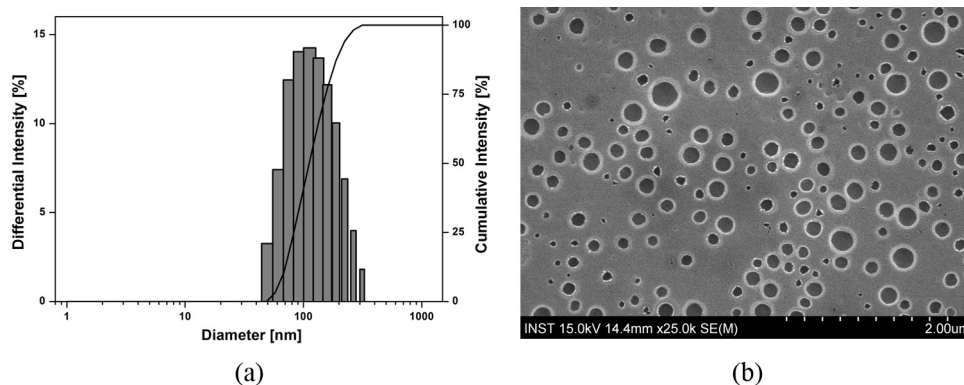 15
10
5
0
Differential Intensity [%]
100
75
50
25
0
Cumulative Intensity [%]
1
10
100
1000
Diameter [nm]
(a)
INST 15.0kV 14.4mm x25.0k SE(M)
2.00um
(b)